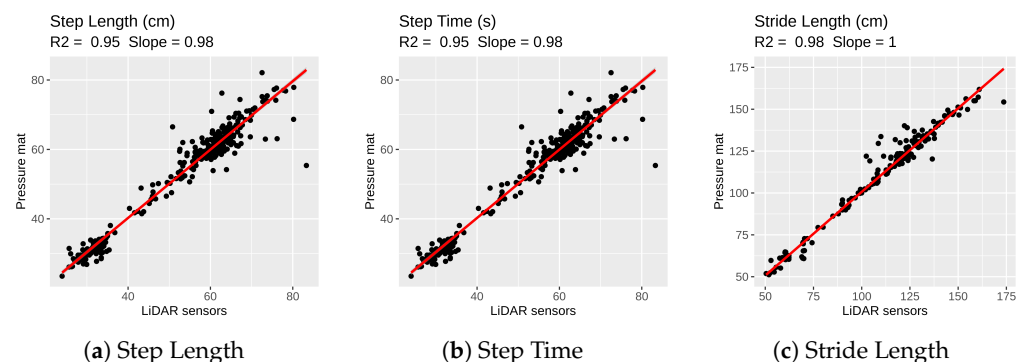 Step Length (cm)
R2 = 0.95 Slope = 0.98
Pressure mat
80
60
40
40 60 80
LiDAR sensors
(a) Step Length
Step Time (s)
R2 = 0.95 Slope = 0.98
Pressure mat
80
60
40
40 60 80
LiDAR sensors
(b) Step Time
Stride Length (cm)
R2 = 0.98 Slope = 1
Pressure mat
175
150
125
100
75
50
50 75 100 125 150 175
LiDAR sensors
(c) Stride Length